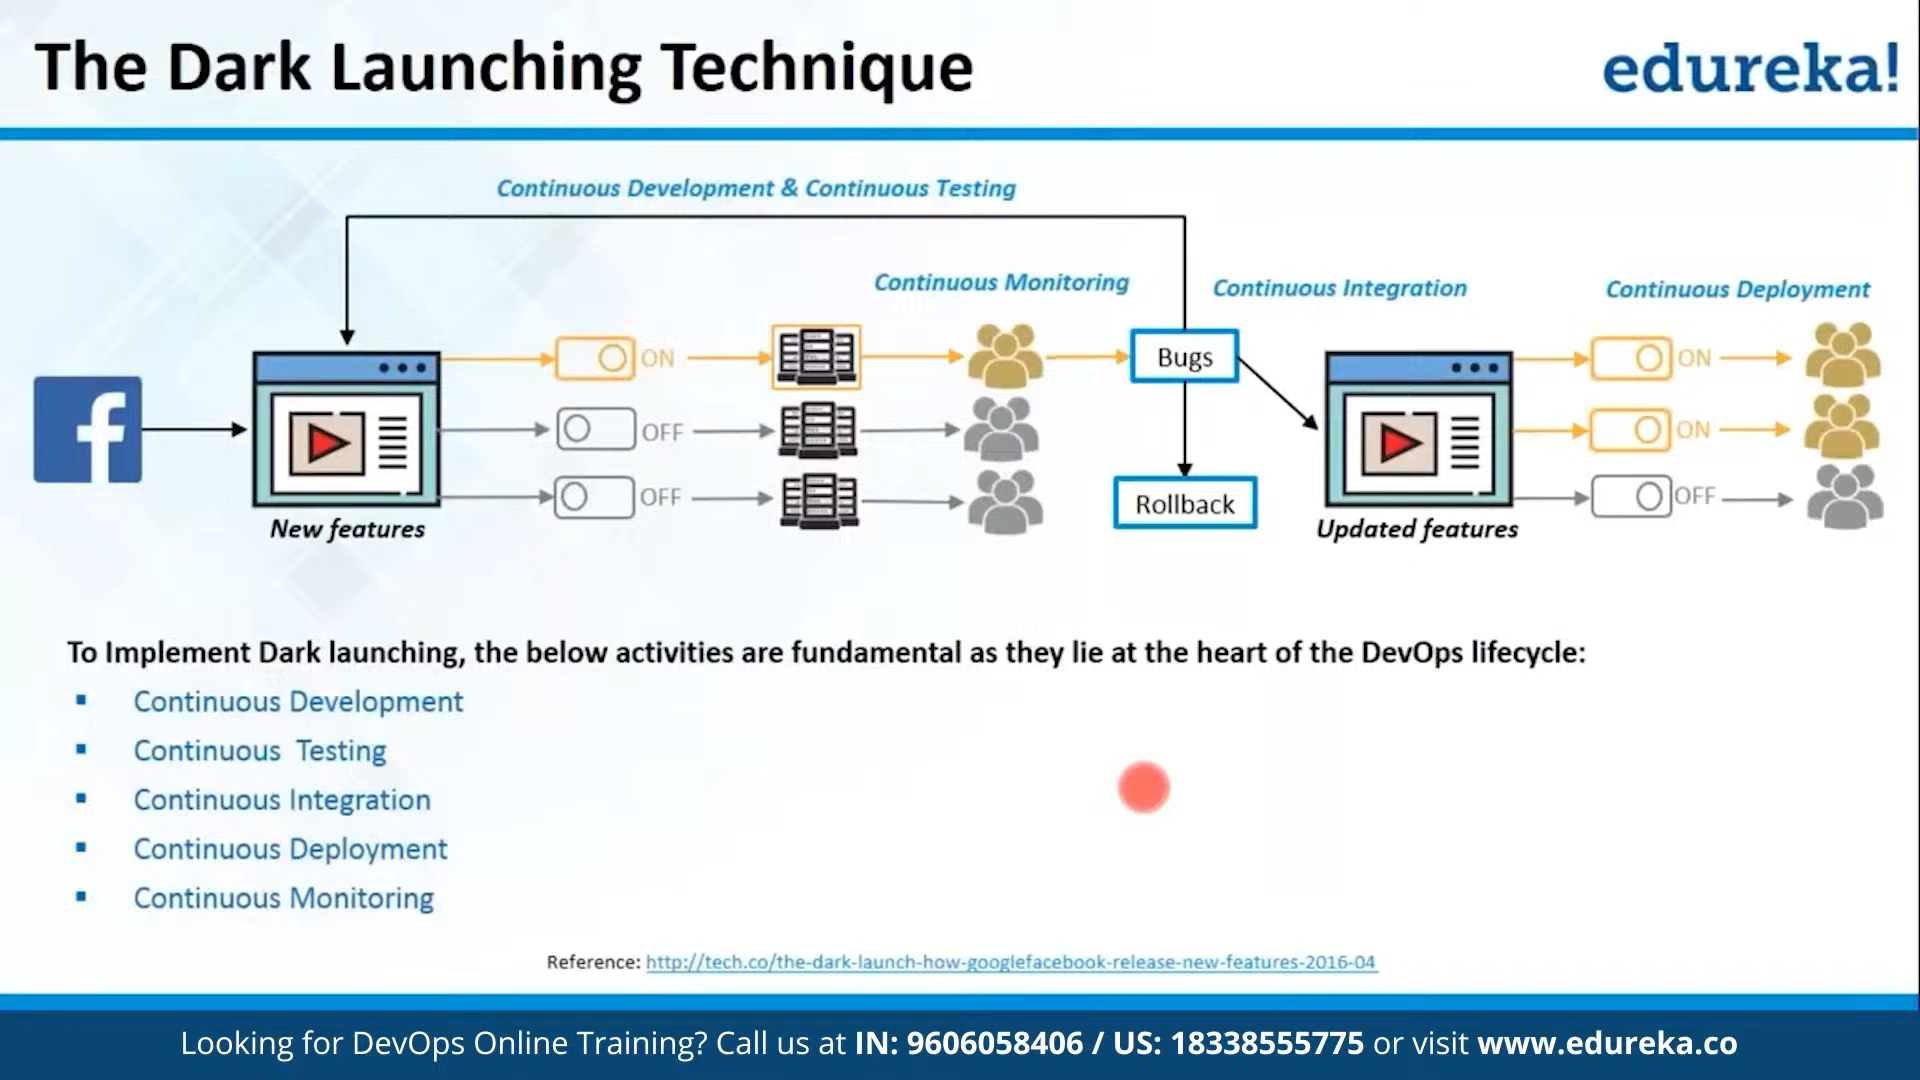 The Dark Launching Technique
edureka!
Continuous Development & Continuous Testing
Continuous Monitoring
Continuous Integration
Continuous Deployment
f
ON
OFF
OFF
New features
Bugs
Rollback
Updated features
ON
ON
OFF
To Implement Dark launching, the below activities are fundamental as they lie at the heart of the DevOps lifecycle:
▪ Continuous Development
▪ Continuous Testing
▪ Continuous Integration
▪ Continuous Deployment
▪ Continuous Monitoring
Reference: http://tech.co/the-dark-launch-how-googlefacebook-release-new-features-2016-04
Looking for DevOps Online Training? Call us at IN: 9606058406 / US: 18338555775 or visit www.edureka.co